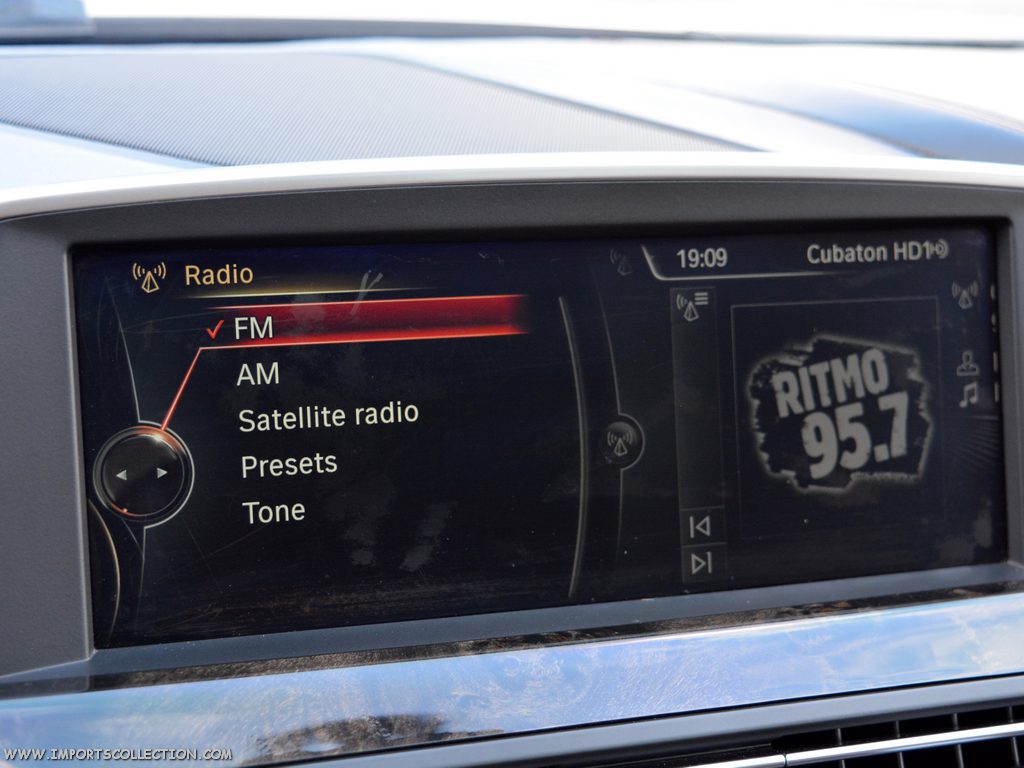 Radio
FM
AM
Satellite radio
Presets
Tone
19:09
Cubaton HD1
RITMO
95.7
WWW.IMPORTSCOLLECTION.COM